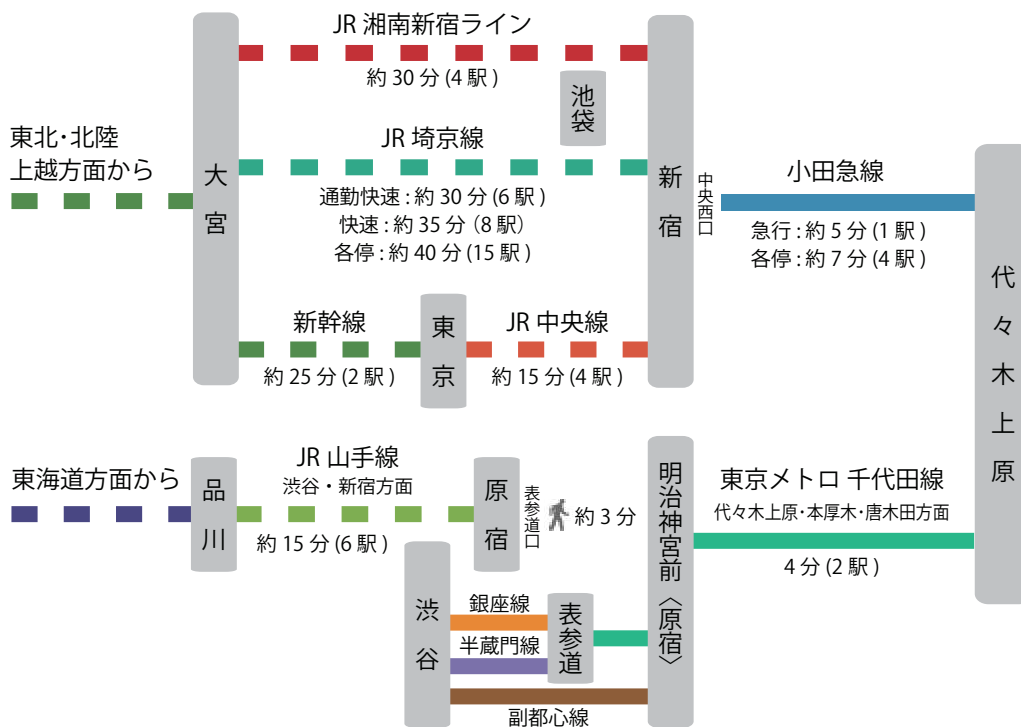 JR 湘南新宿ライン
約 30 分 (4 駅 )
池袋
東北・北陸
上越方面から
大宮
JR 埼京線
通勤快速 : 約 30 分 (6 駅 )
快速 : 約 35 分（8 駅）
各停 : 約 40 分 (15 駅 )
新宿
中央西口
小田急線
急行 : 約 5 分 (1 駅 )
各停 : 約 7 分 (4 駅 )
代々木上原
新幹線
約 25 分 (2 駅 )
東京
JR 中央線
約 15 分 (4 駅 )
東海道方面から
品川
JR 山手線
渋谷・新宿方面
約 15 分 (6 駅 )
原宿
表参道口
約 3 分
明治神宮前〈原宿〉
東京メトロ 千代田線
代々木上原・本厚木・唐木田方面
4 分 (2 駅 )
渋谷
銀座線
半蔵門線
表参道
副都心線